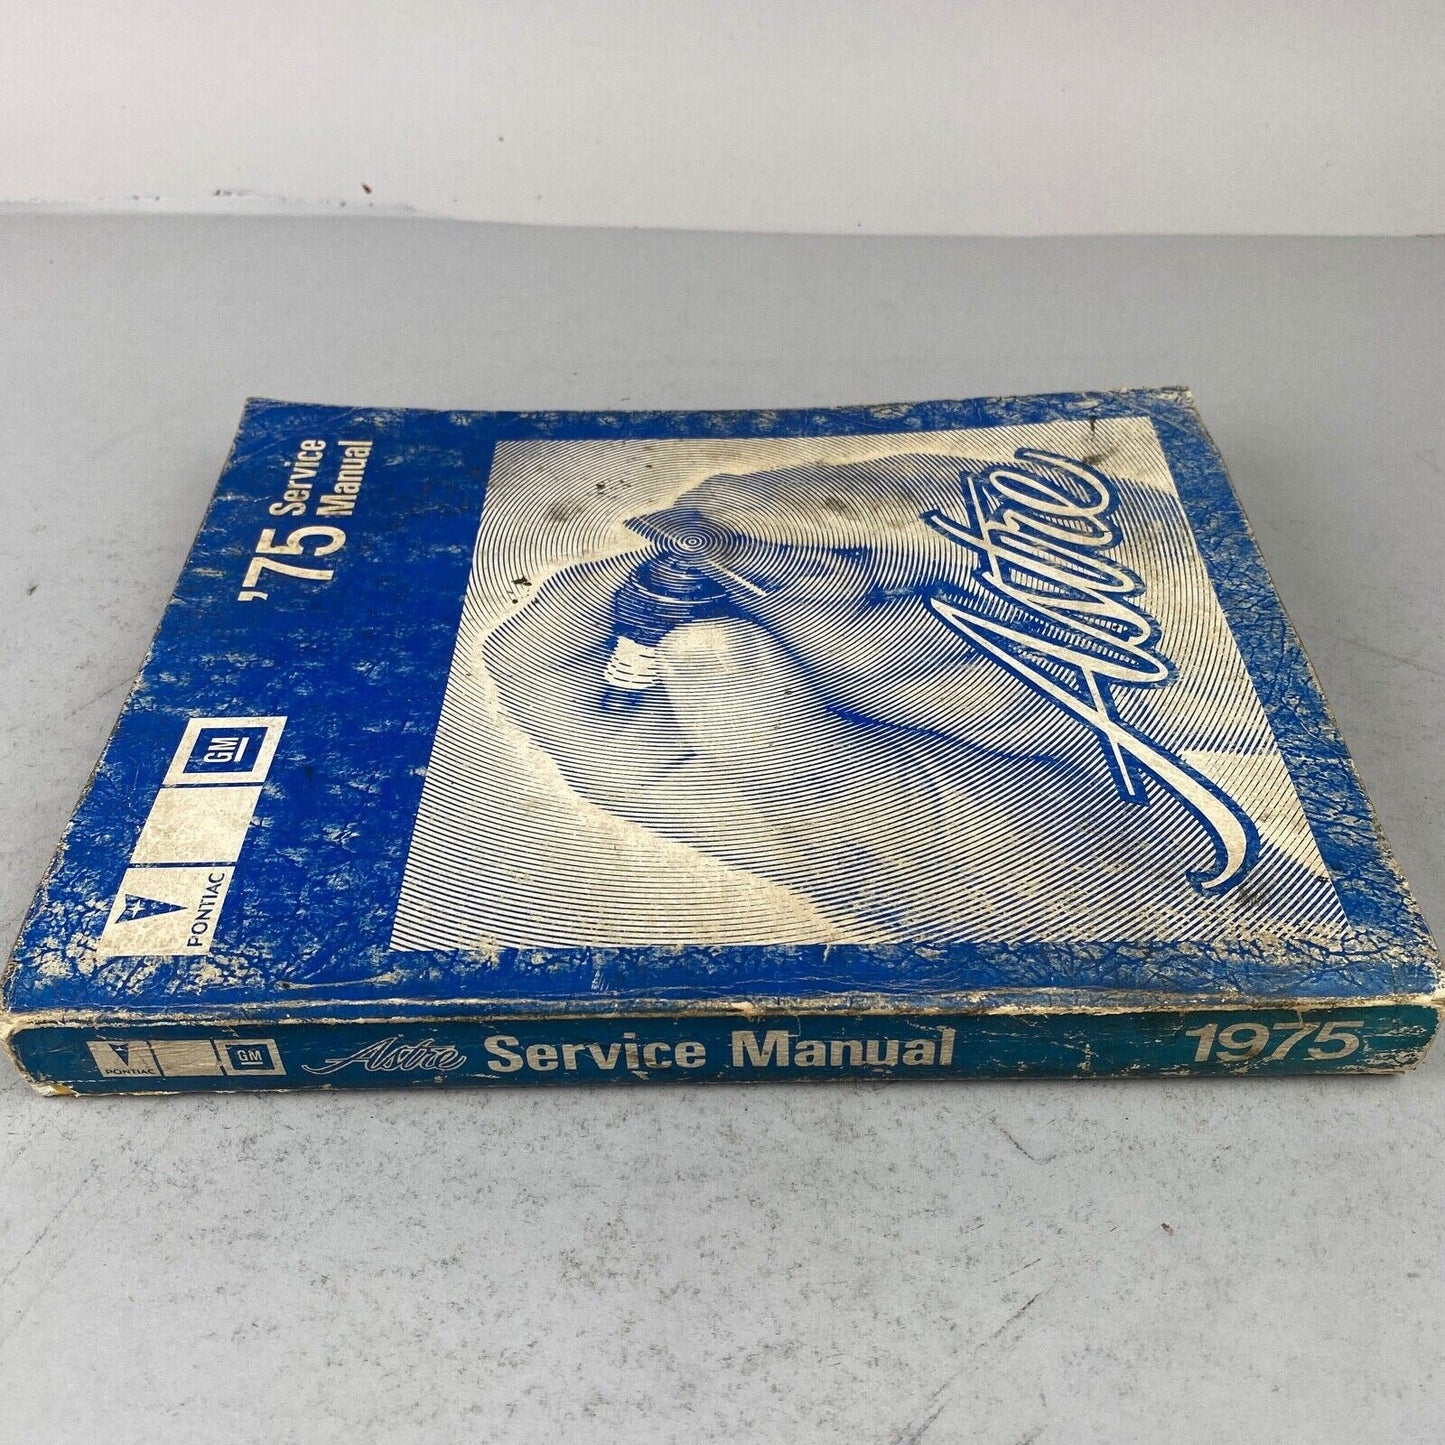 '75 Service
Manual
GM
PONTIAC
Astre
PONTIAC GM Astre Service Manual 1975